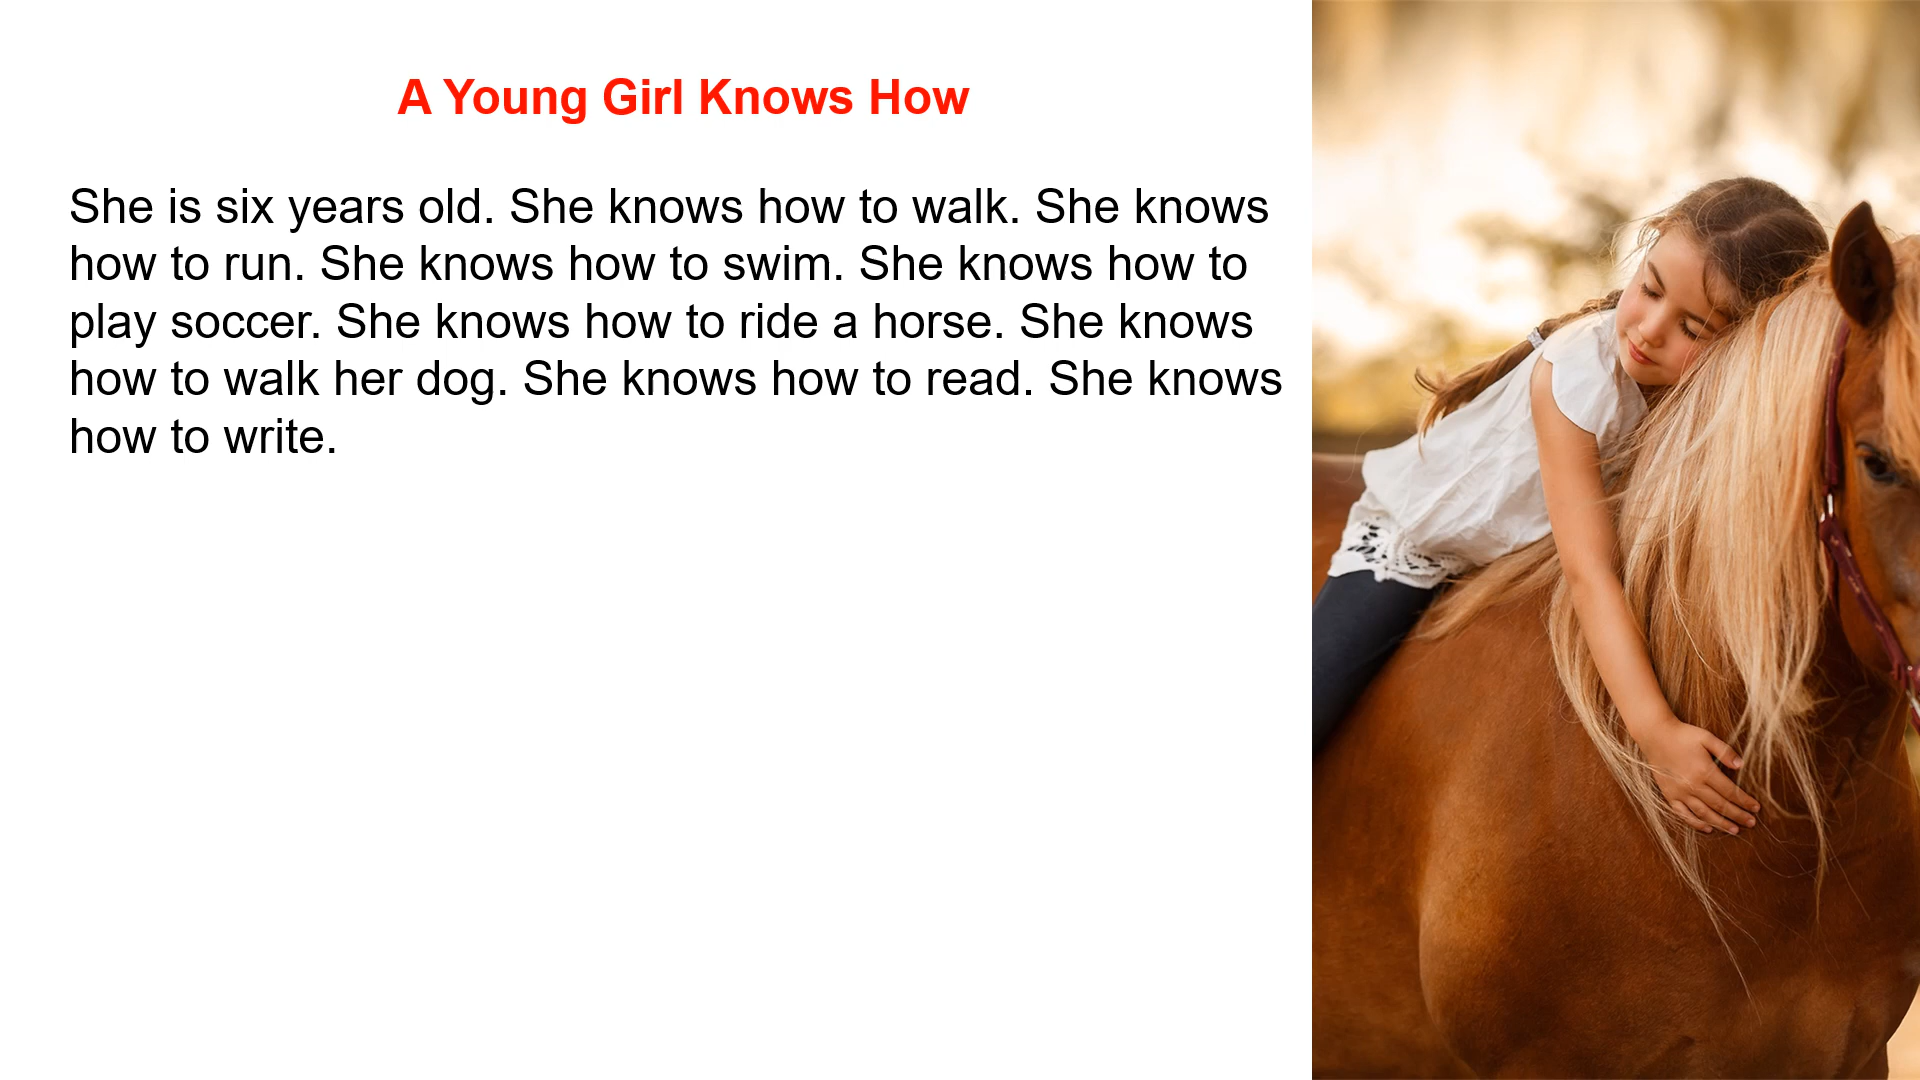 A Young Girl Knows How
She is six years old. She knows how to walk. She knows
how to run. She knows how to swim. She knows how to
play soccer. She knows how to ride a horse. She knows
how to walk her dog. She knows how to read. She knows
how to write.